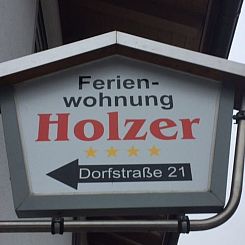 Ferien-
wohnung
Holzer
Dorfstraße 21